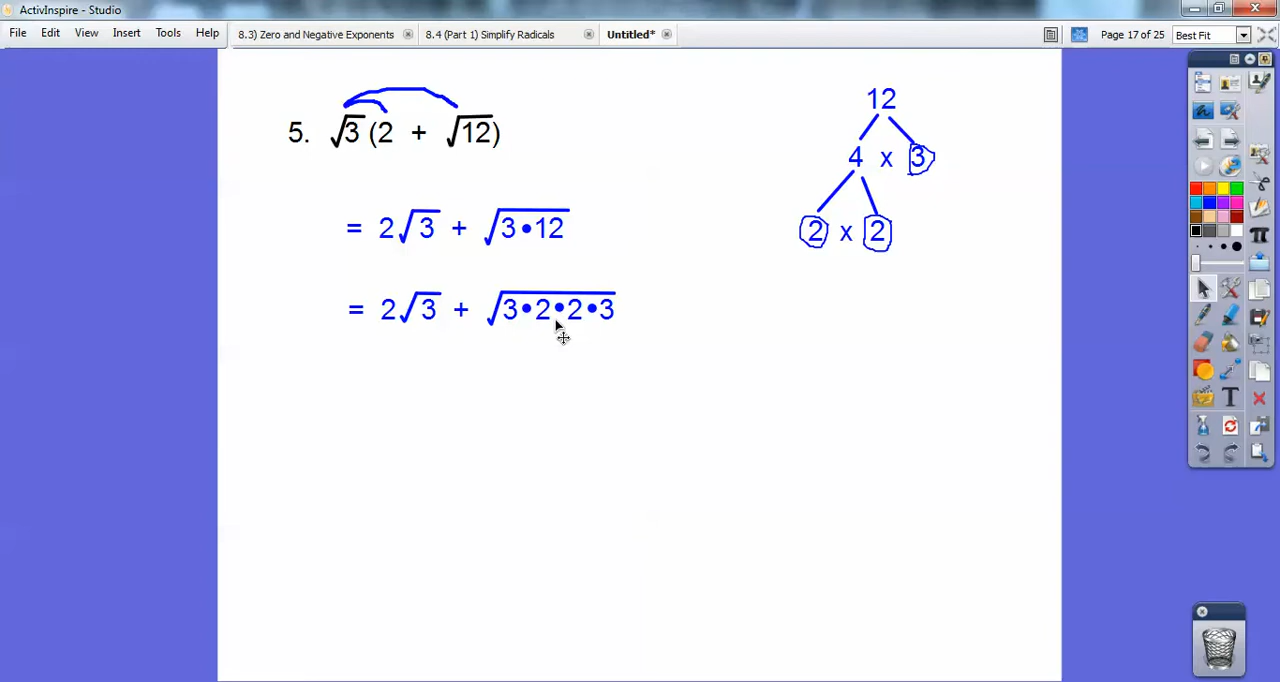 ActivInspire - Studio
File Edit View Insert Tools Help
8.3) Zero and Negative Exponents 8.4 (Part 1) Simplify Radicals Untitled* Page 17 of 25 Best Fit
5. √3(2 + √12)
= 2√3 + √3•12
= 2√3 + √3•2•2•3
12
4 x 3
2 x 2